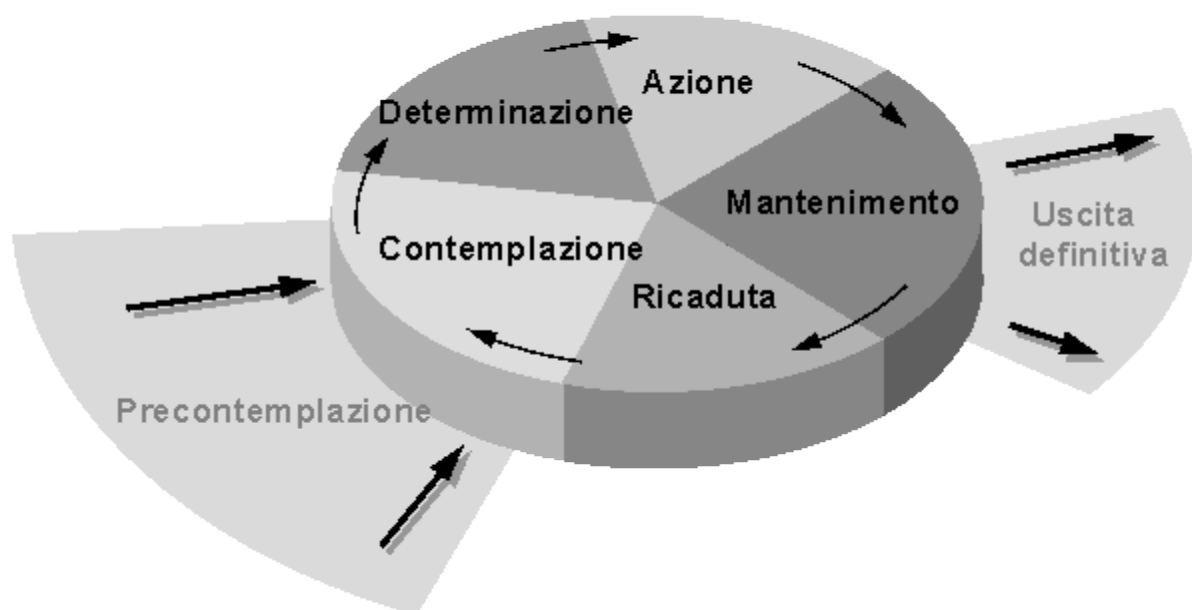 Azione
Determinazione
Mantenimento
Uscita
definitiva
Contemplazione
Ricaduta
Precontemplazione